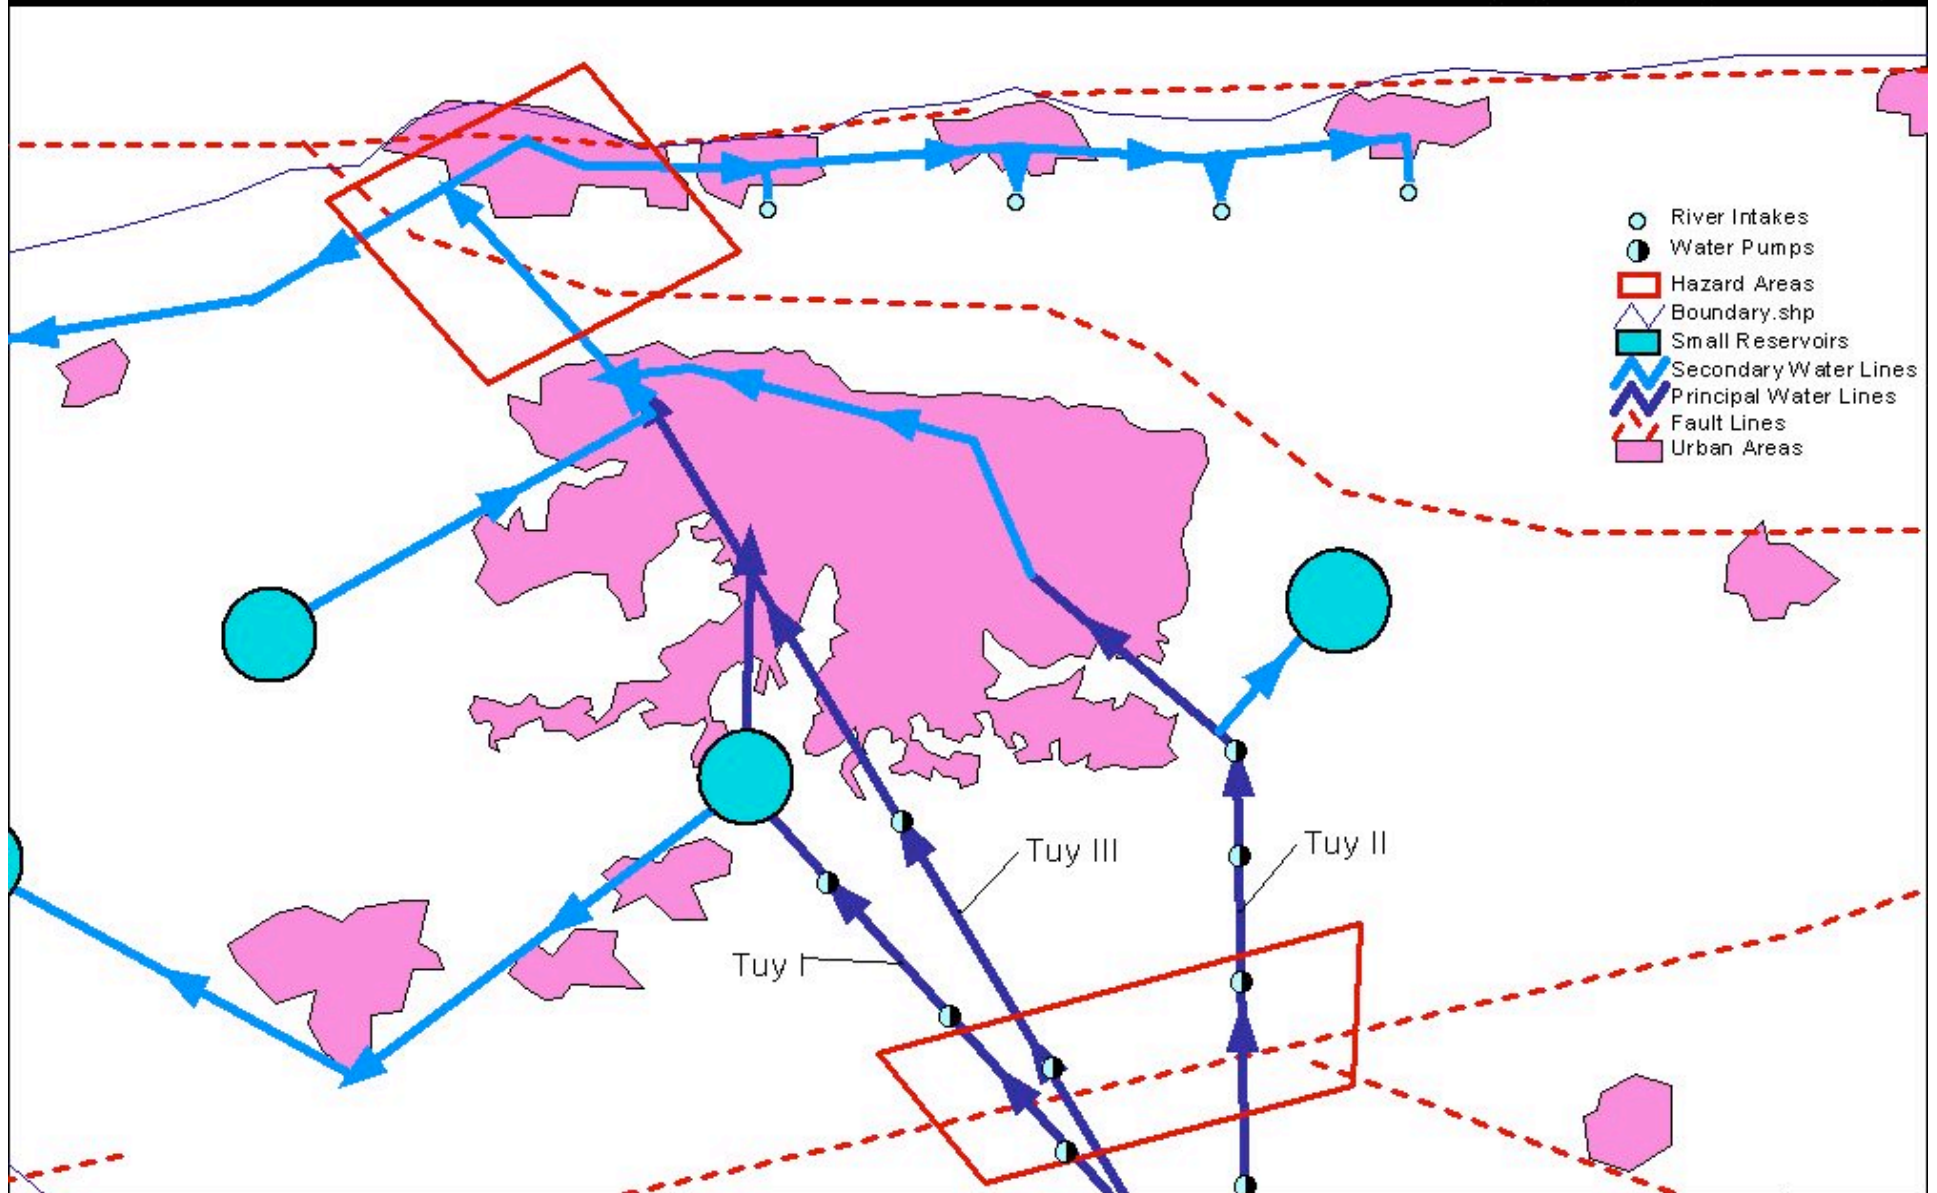 River Intakes
Water Pumps
Hazard Areas
Boundary.shp
Small Reservoirs
Secondary Water Lines
Principal Water Lines
Fault Lines
Urban Areas
Tuy III
Tuy II
Tuy I